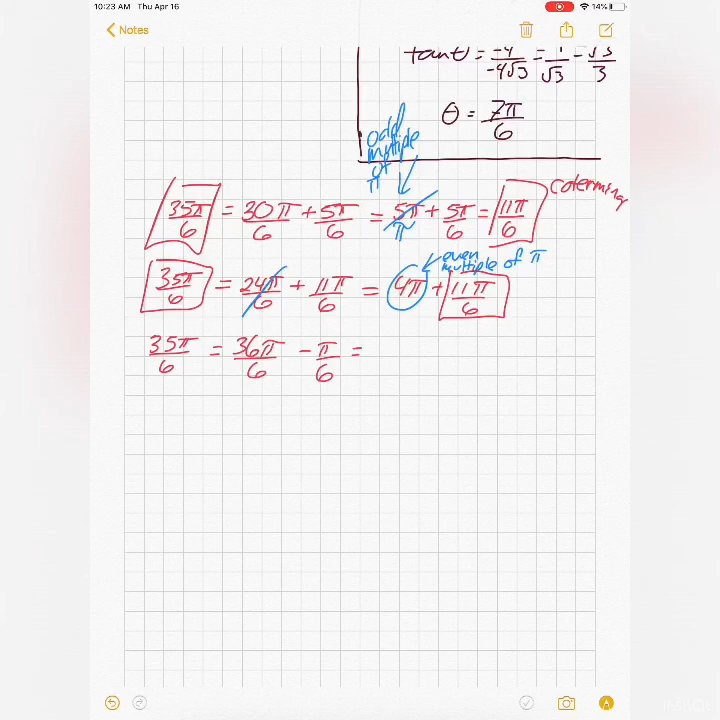 10:23 AM Thu Apr 16 14%
Notes
tanθ = -4/-4√3 = 1/√3 - √3/3
θ = 7π/6
odd multiple of π
35π/6 = 30π/6 + 5π/6 = 5π/π + 5π/6 = 11π/6 coterminal
even multiple of π
35π/6 = 24π/6 + 11π/6 = 4π + 11π/6
35π/6 = 36π/6 - π/6 =